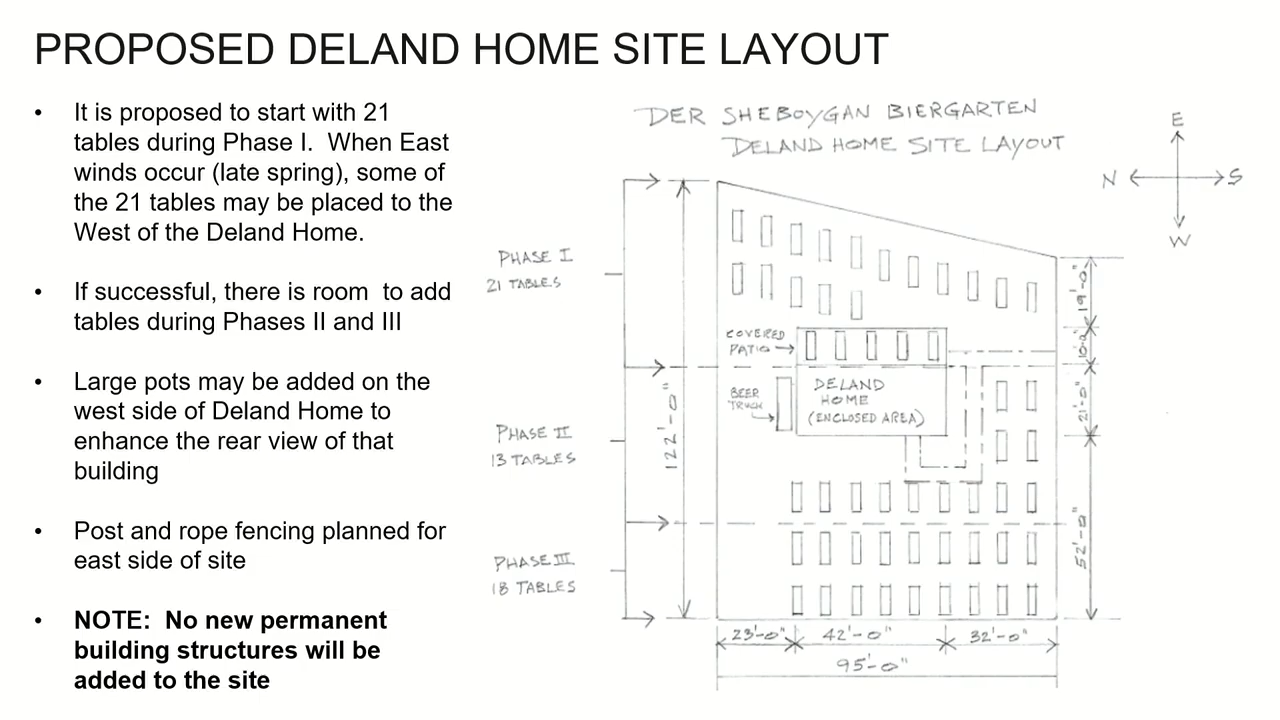 PROPOSED DELAND HOME SITE LAYOUT
• It is proposed to start with 21
tables during Phase I. When East
winds occur (late spring), some of
the 21 tables may be placed to the
West of the Deland Home.
• If successful, there is room to add
tables during Phases II and III
• Large pots may be added on the
west side of Deland Home to
enhance the rear view of that
building
• Post and rope fencing planned for
east side of site
• NOTE: No new permanent
building structures will be
added to the site
DER SHEBOYGAN BIERGARTEN
DELAND HOME SITE LAYOUT
E
N S
W
PHASE I
21 TABLES
PHASE II
13 TABLES
PHASE III
18 TABLES
122'-0"
COVERED
PATIO
BEER
TRUCK
DELAND
HOME
(ENCLOSED AREA)
19'-0"
10'-0"
21'-0"
52'-0"
23'-0" 42'-0" 32'-0"
95'-0"